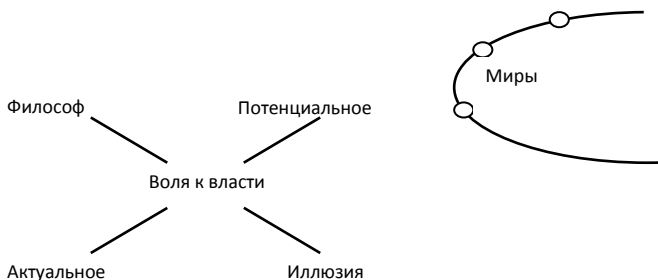 Миры
Философ
Потенциальное
Воля к власти
Актуальное
Иллюзия